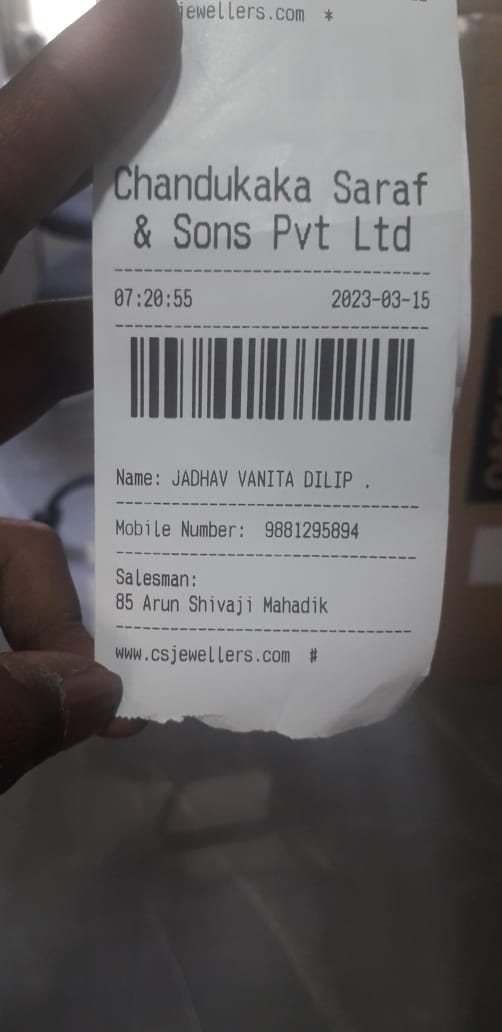 jewellers.com *
Chandukaka Saraf
& Sons Pvt Ltd
07:20:55 2023-03-15
Name: JADHAV VANITA DILIP .
Mobile Number: 9881295894
Salesman:
85 Arun Shivaji Mahadik
www.csjewellers.com #